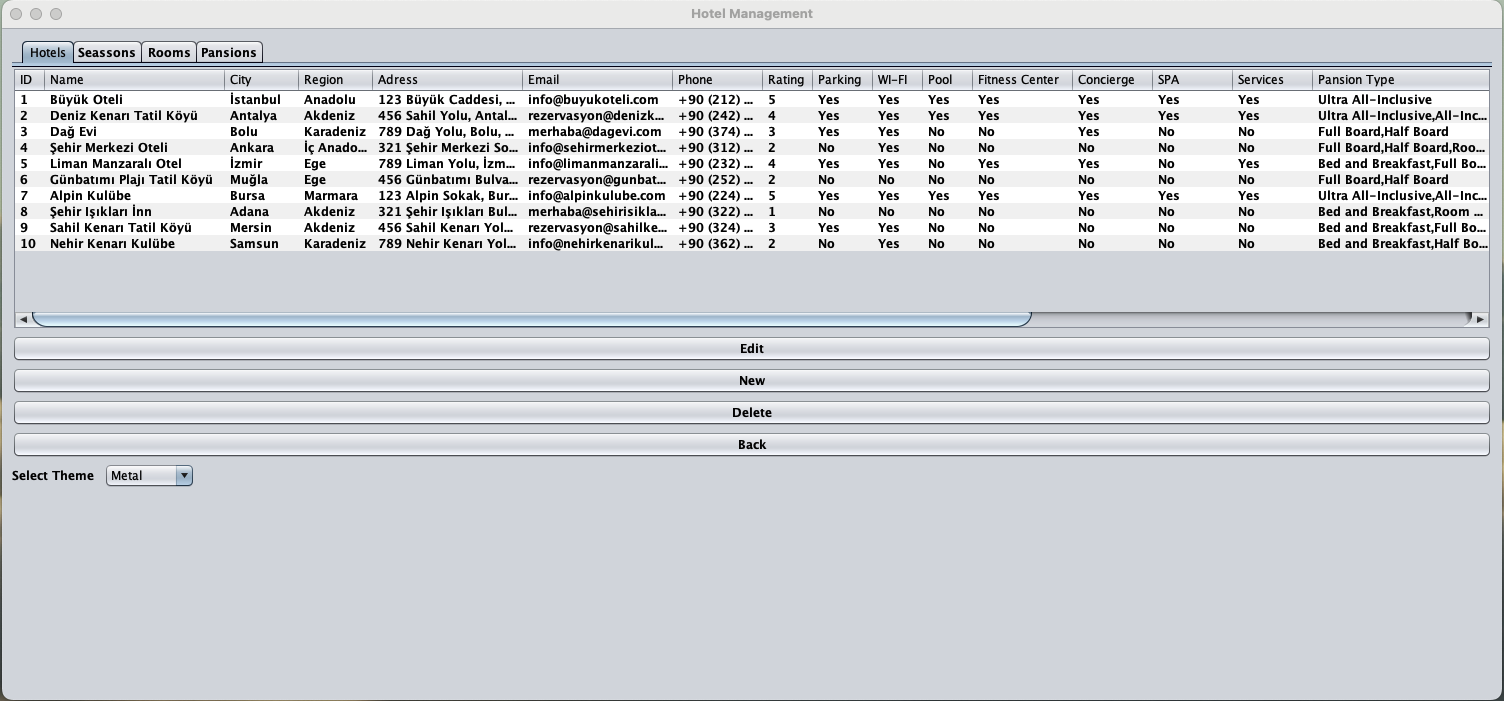 Hotel Management
Hotels Seassons Rooms Pansions
ID Name City Region Adress Email Phone Rating Parking WI-FI Pool Fitness Center Concierge SPA Services Pansion Type
1 Büyük Oteli İstanbul Anadolu 123 Büyük Caddesi, ... info@buyukoteli.com +90 (212) ... 5 Yes Yes Yes Yes Yes Yes Yes Ultra All-Inclusive
2 Deniz Kenarı Tatil Köyü Antalya Akdeniz 456 Sahil Yolu, Antal... rezervasyon@denizk... +90 (242) ... 4 Yes Yes Yes Yes Yes Yes Yes Ultra All-Inclusive,All-Inc...
3 Dağ Evi Bolu Karadeniz 789 Dağ Yolu, Bolu, ... merhaba@dagevi.com +90 (374) ... 3 Yes Yes No No Yes No No Full Board,Half Board
4 Şehir Merkezi Oteli Ankara İç Anado... 321 Şehir Merkezi So... info@sehirmerkeziot... +90 (312) ... 2 No Yes No No No No No Full Board,Half Board,Roo...
5 Liman Manzaralı Otel İzmir Ege 789 Liman Yolu, İzm... info@limanmanzarali... +90 (232) ... 4 Yes Yes No Yes Yes No Yes Bed and Breakfast,Full Bo...
6 Günbatımı Plajı Tatil Köyü Muğla Ege 456 Günbatımı Bulva... rezervasyon@gunbat... +90 (252) ... 2 No No No No No No No Full Board,Half Board
7 Alpin Kulübe Bursa Marmara 123 Alpin Sokak, Bur... info@alpinkulube.com +90 (224) ... 5 Yes Yes Yes Yes Yes Yes Yes Ultra All-Inclusive,All-Inc...
8 Şehir Işıkları İnn Adana Akdeniz 321 Şehir Işıkları Bul... merhaba@sehirisikla... +90 (322) ... 1 No No No No No No No Bed and Breakfast,Room ...
9 Sahil Kenarı Tatil Köyü Mersin Akdeniz 456 Sahil Kenarı Yol... rezervasyon@sahilke... +90 (324) ... 3 Yes Yes No No No No No Bed and Breakfast,Full Bo...
10 Nehir Kenarı Kulübe Samsun Karadeniz 789 Nehir Kenarı Yol... info@nehirkenarikul... +90 (362) ... 2 No Yes No No No No No Bed and Breakfast,Half Bo...
Edit
New
Delete
Back
Select Theme Metal